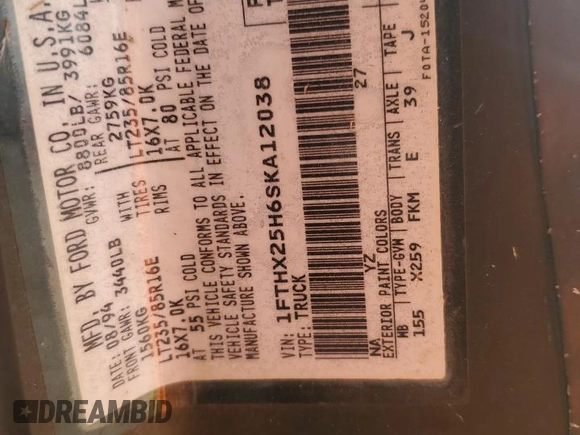 MFD. BY FORD MOTOR CO. IN U.S.A.
DATE: 08/94 GVWR: 8800LB/ 3991KG
FRONT GAWR: 3440LB REAR GAWR: 6084L
1560KG WITH 2759KG
LT235/85R16E TIRES LT235/85R16E
16X7.0K RIMS 16X7.0K
AT 55 PSI COLD AT 80 PSI COLD
THIS VEHICLE CONFORMS TO ALL APPLICABLE FEDERAL M
VEHICLE SAFETY STANDARDS IN EFFECT ON THE DATE OF
MANUFACTURE SHOWN ABOVE.
VIN: 1FTHX25H6SKA12038
TYPE: TRUCK
27
NA YZ
EXTERIOR PAINT COLORS
WB TYPE-GVW BODY TRANS AXLE TAPE
155 X259 FKM E 39 J
F0TA-1520
DREAMBID